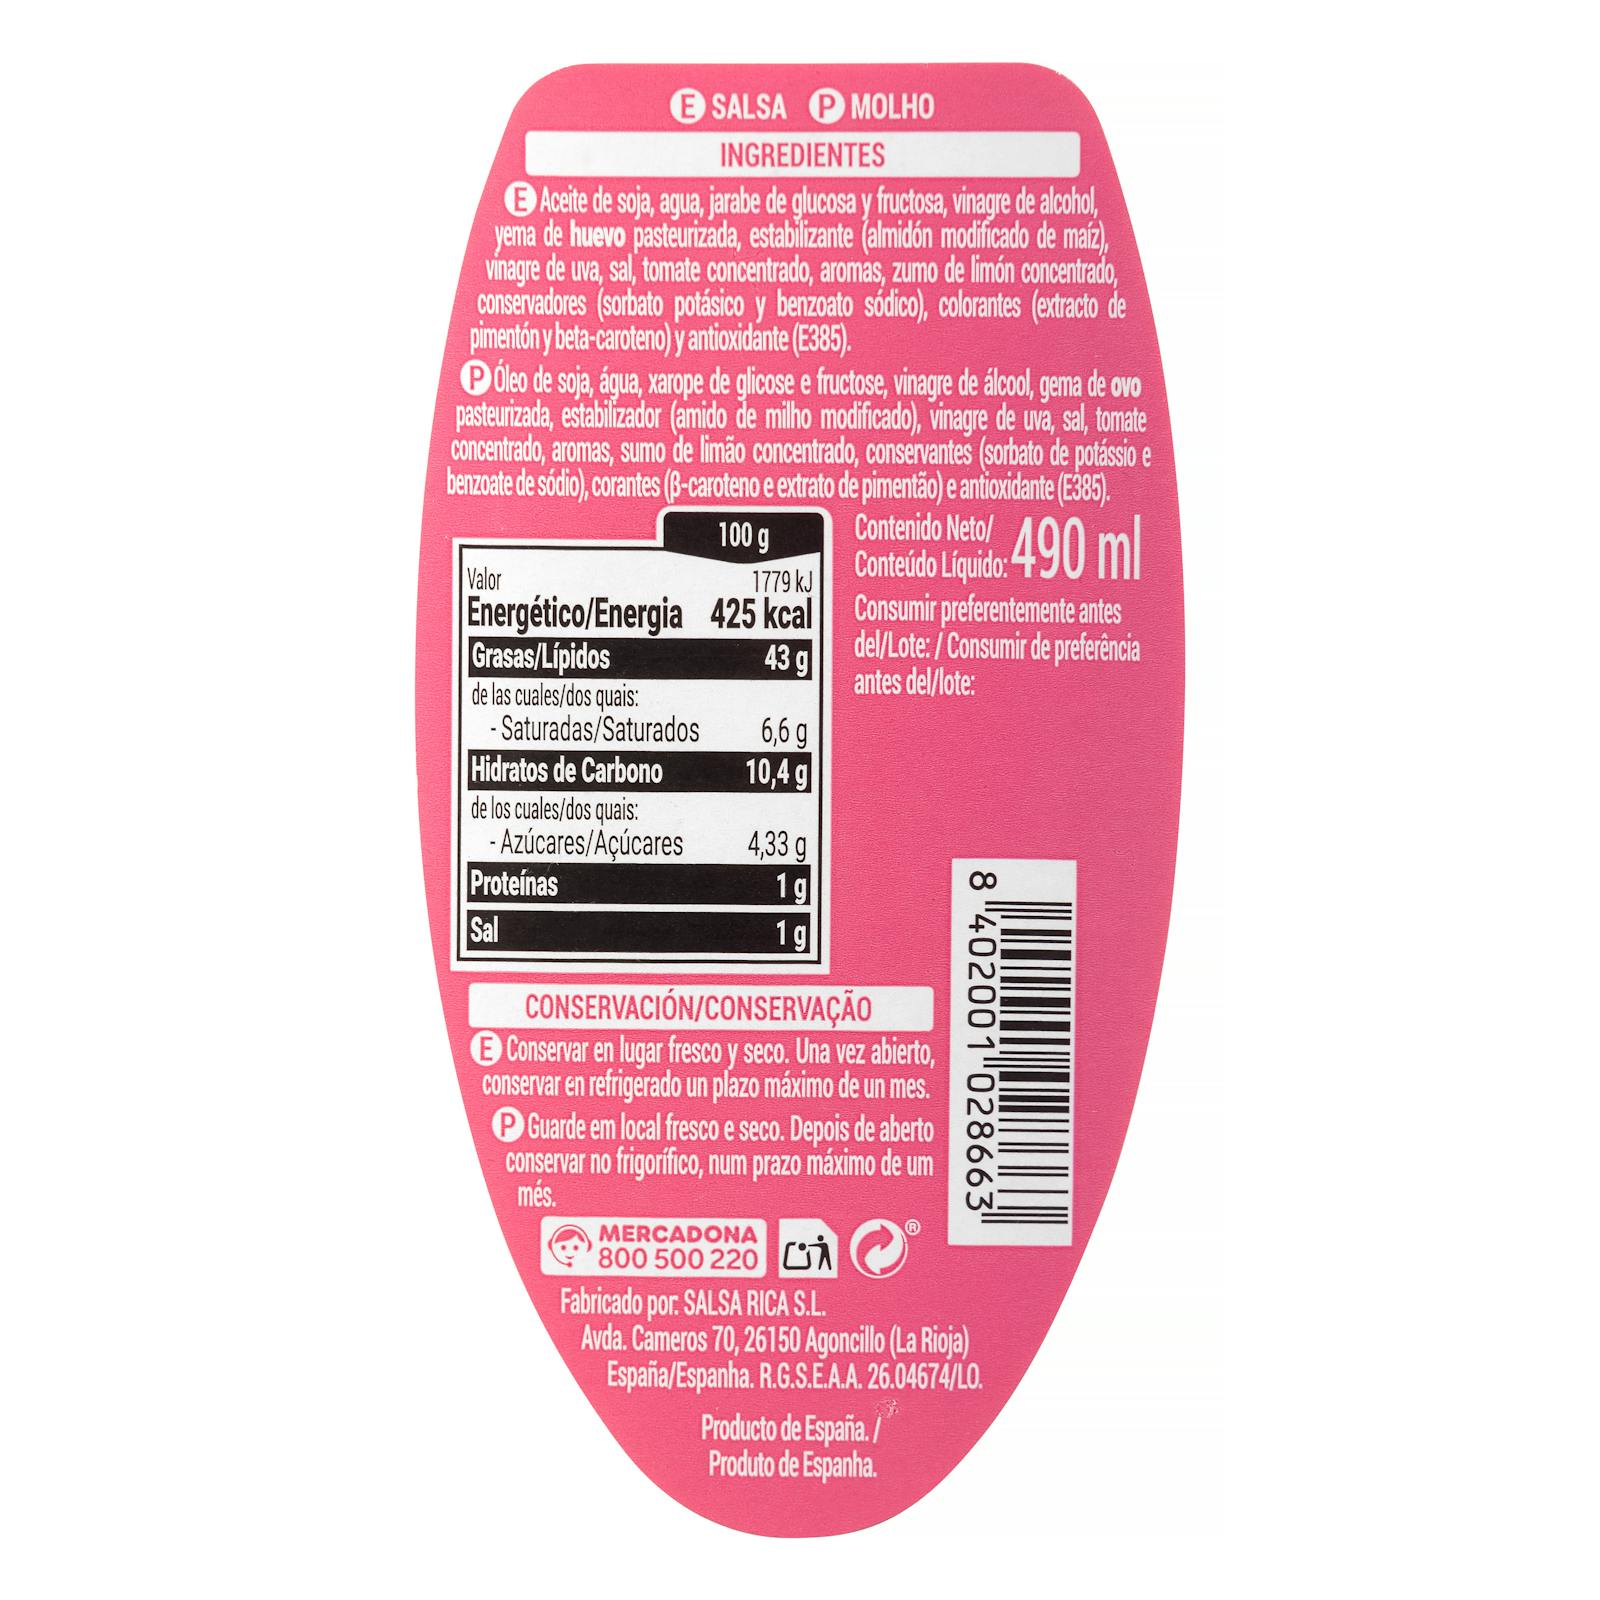 E SALSA P MOLHO
INGREDIENTES
E Aceite de soja, agua, jarabe de glucosa y fructosa, vinagre de alcohol,
yema de huevo pasteurizada, estabilizante (almidón modificado de maíz),
vinagre de uva, sal, tomate concentrado, aromas, zumo de limón concentrado,
conservadores (sorbato potásico y benzoato sódico), colorantes (extracto de
pimentón y beta-caroteno) y antioxidante (E385).
P Óleo de soja, água, xarope de glicose e fructose, vinagre de álcool, gema de ovo
pasteurizada, estabilizador (amido de milho modificado), vinagre de uva, sal, tomate
concentrado, aromas, sumo de limão concentrado, conservantes (sorbato de potássio e
benzoate de sódio), corantes (β-caroteno e extrato de pimentão) e antioxidante (E385).
100 g
Valor 1779 kJ
Energético/Energia 425 kcal
Grasas/Lípidos 43 g
de las cuales/dos quais:
- Saturadas/Saturados 6,6 g
Hidratos de Carbono 10,4 g
de los cuales/dos quais:
- Azúcares/Açúcares 4,33 g
Proteínas 1 g
Sal 1 g
Contenido Neto/
Conteúdo Líquido: 490 ml
Consumir preferentemente antes
del/Lote: / Consumir de preferência
antes del/lote:
8 402001 028663
CONSERVACIÓN/CONSERVAÇÃO
E Conservar en lugar fresco y seco. Una vez abierto,
conservar en refrigerado un plazo máximo de un mes.
P Guarde em local fresco e seco. Depois de aberto
conservar no frigorífico, num prazo máximo de um
més.
MERCADONA
800 500 220
®
Fabricado por: SALSA RICA S.L.
Avda. Cameros 70, 26150 Agoncillo (La Rioja)
España/Espanha. R.G.S.E.A.A. 26.04674/LO.
Producto de España. /
Produto de Espanha.